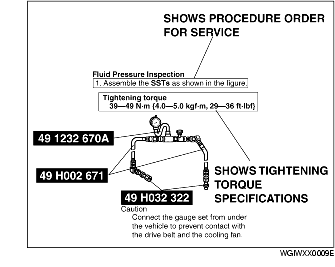 SHOWS PROCEDURE ORDER
FOR SERVICE
Fluid Pressure Inspection
1. Assemble the SSTs as shown in the figure.
Tightening torque
39—49 N·m {4.0—5.0 kgf·m, 29—36 ft·lbf}
49 1232 670A
49 H002 671
SHOWS TIGHTENING
TORQUE
SPECIFICATIONS
49 H032 322
Caution
Connect the gauge set from under
the vehicle to prevent contact with
the drive belt and the cooling fan.
WGIWXX0009E